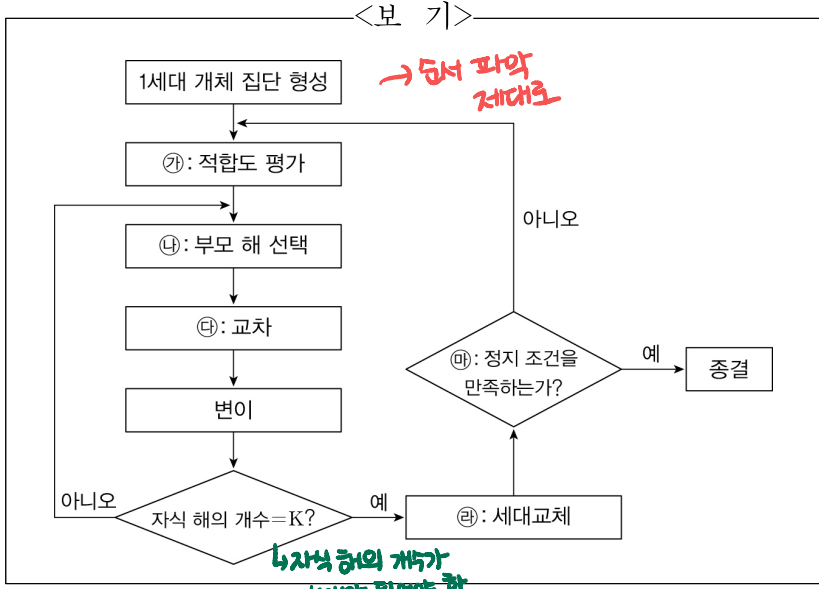 <보 기>
1세대 개체 집단 형성
→ 순서 파악
제대로
㉮: 적합도 평가
아니오
㉯: 부모 해 선택
㉰: 교차
㉲: 정지 조건을
만족하는가?
예
종결
변이
아니오
자식 해의 개수=K?
예
㉱: 세대교체
↳자식 해의 개수가